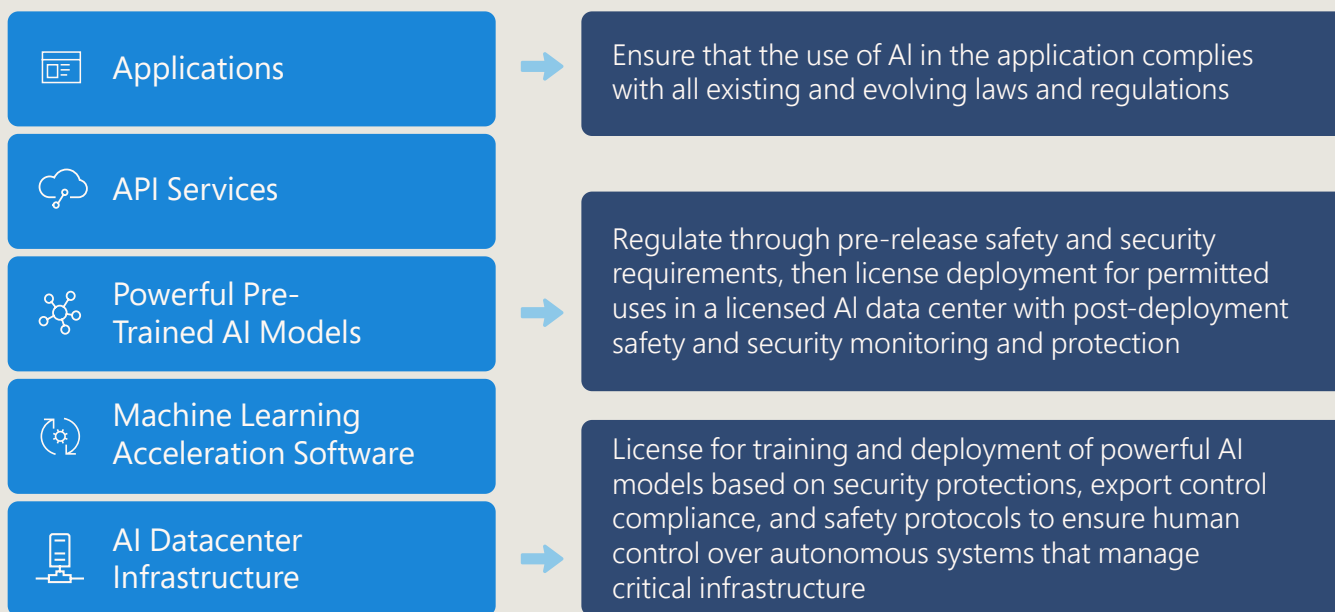 Applications
Ensure that the use of AI in the application complies
with all existing and evolving laws and regulations
API Services
Powerful Pre-
Trained AI Models
Regulate through pre-release safety and security
requirements, then license deployment for permitted
uses in a licensed AI data center with post-deployment
safety and security monitoring and protection
Machine Learning
Acceleration Software
AI Datacenter
Infrastructure
License for training and deployment of powerful AI
models based on security protections, export control
compliance, and safety protocols to ensure human
control over autonomous systems that manage
critical infrastructure